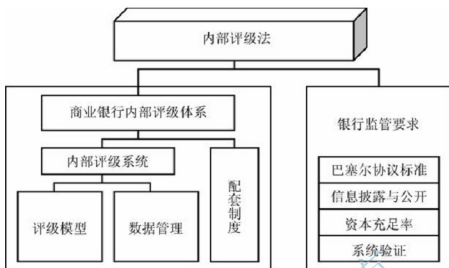 内部评级法
商业银行内部评级体系
内部评级系统
评级模型
数据管理
配套制度
银行监管要求
巴塞尔协议标准
信息披露与公开
资本充足率
系统验证